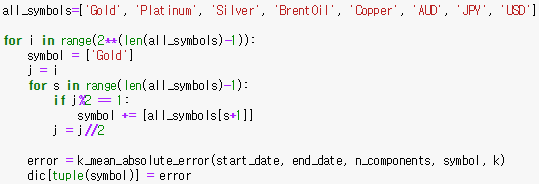 all_symbols=['Gold', 'Platinum', 'Silver', 'BrentOil', 'Copper', 'AUD', 'JPY', 'USD']
for i in range(2**(len(all_symbols)-1)):
    symbol = ['Gold']
    j = i
    for s in range(len(all_symbols)-1):
        if j%2 == 1:
            symbol += [all_symbols[s+1]]
        j = j//2
    error = k_mean_absolute_error(start_date, end_date, n_components, symbol, k)
    dic[tuple(symbol)] = error